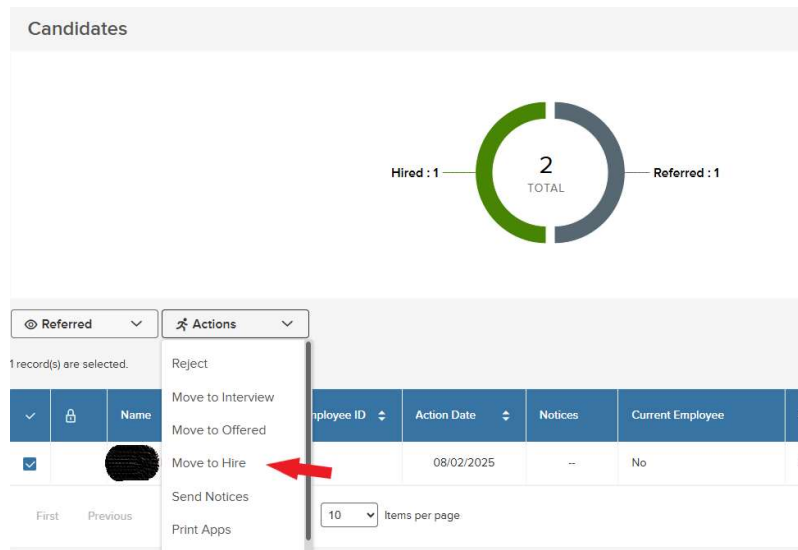 Candidates
Hired : 1
2
TOTAL
Referred : 1
Referred
Actions
1 record(s) are selected.
Reject
Move to Interview
Move to Offered
Move to Hire
Send Notices
Print Apps
Name
mployee ID
Action Date
Notices
Current Employee
08/02/2025
--
No
First
Previous
10
Items per page